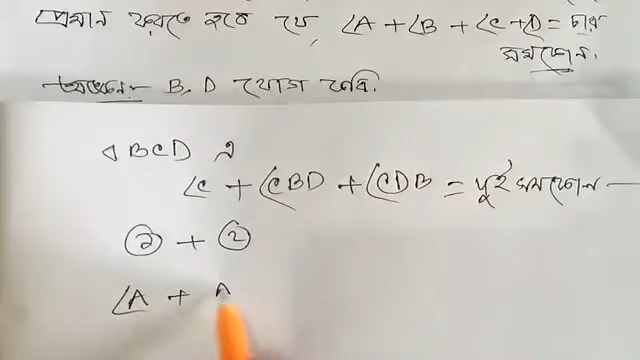 প্রমান করতে হবে যে, ∠A + ∠B + ∠C + ∠D = চার
সমকোন.
অঙ্কন:- B, D যোগ করি.
Δ BCD এ
∠C + ∠CBD + ∠CDB = দুই সমকোন —
① + ②
∠A + A